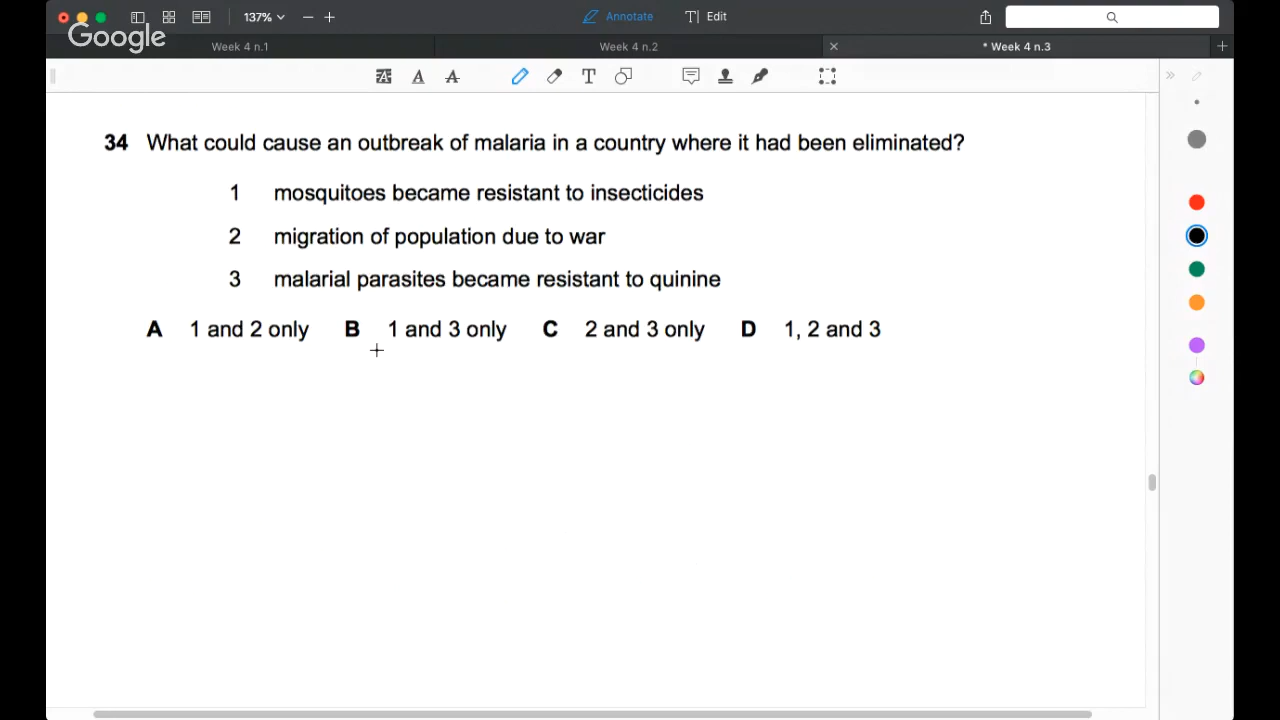 137%
Annotate
T| Edit
Google
Week 4 n.1
Week 4 n.2
* Week 4 n.3
A A A T
34 What could cause an outbreak of malaria in a country where it had been eliminated?
1 mosquitoes became resistant to insecticides
2 migration of population due to war
3 malarial parasites became resistant to quinine
A 1 and 2 only B 1 and 3 only C 2 and 3 only D 1, 2 and 3